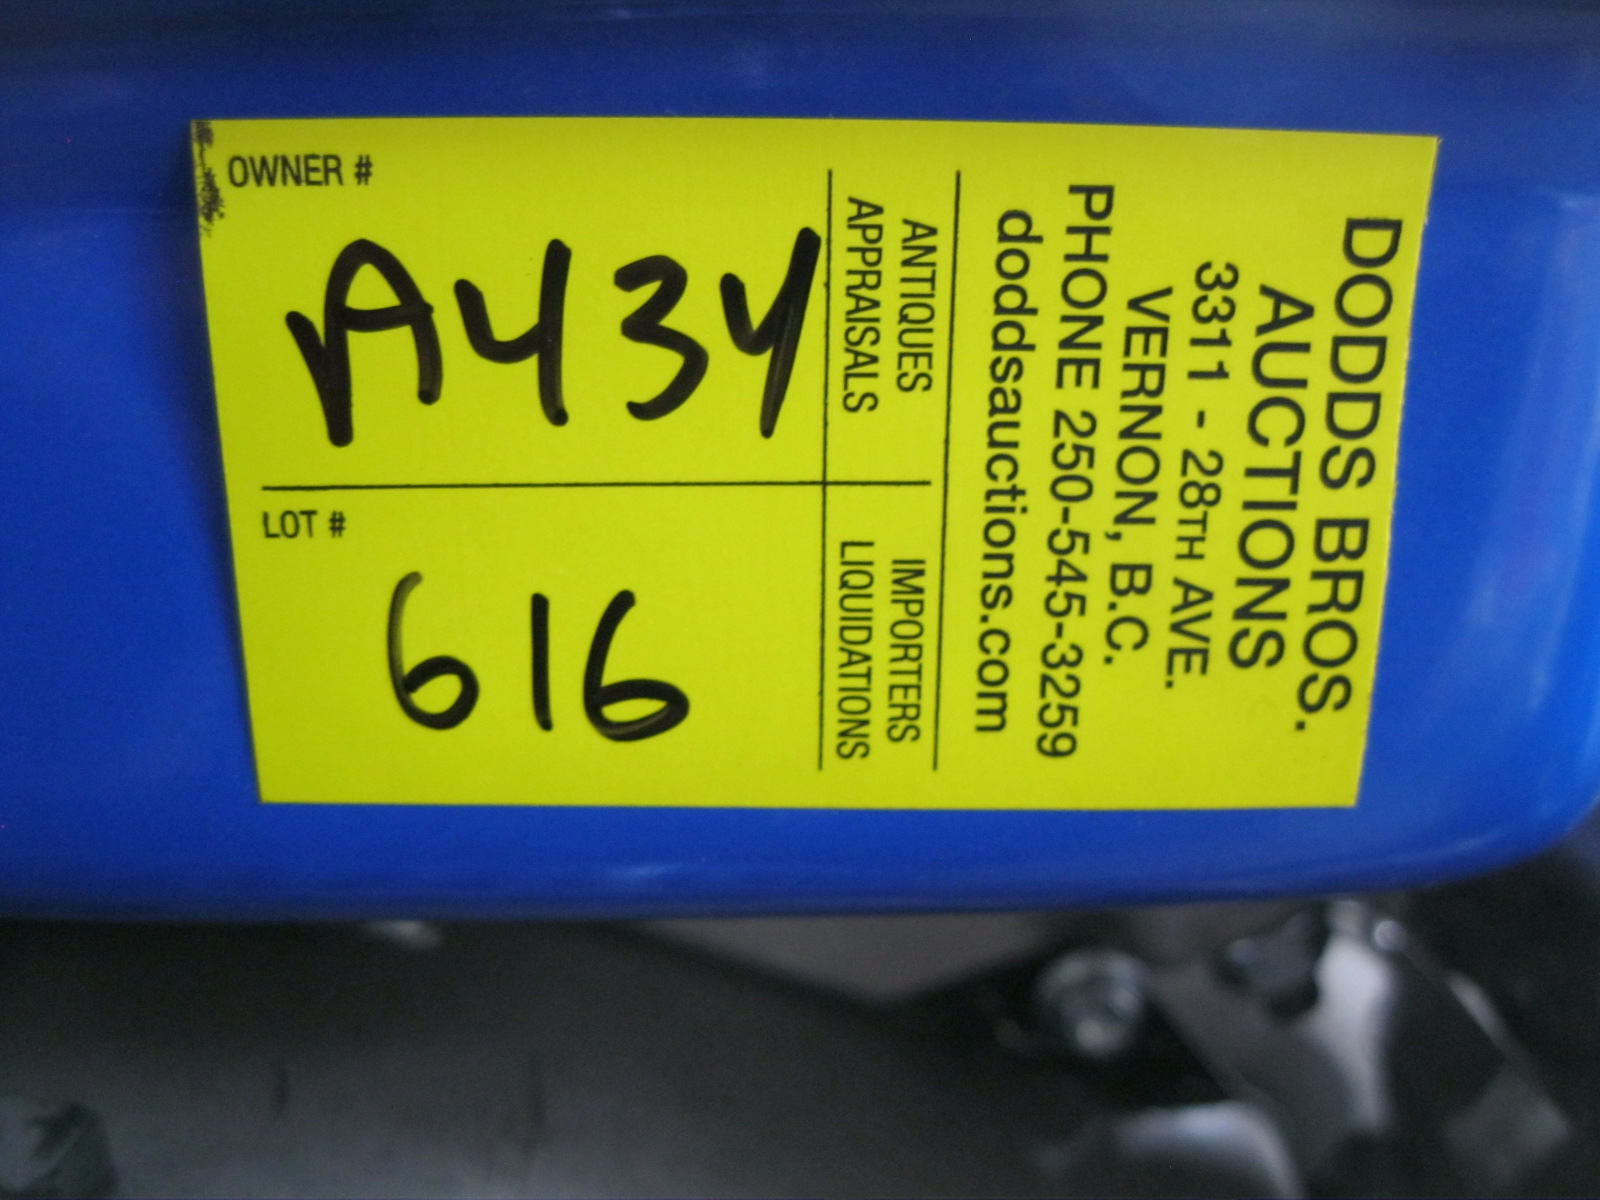 DODDS BROS.
AUCTIONS
3311 - 28TH AVE.
VERNON, B.C.
PHONE 250-545-3259
doddsauctions.com
ANTIQUES IMPORTERS
APPRAISALS LIQUIDATIONS
OWNER #
A434
LOT #
616